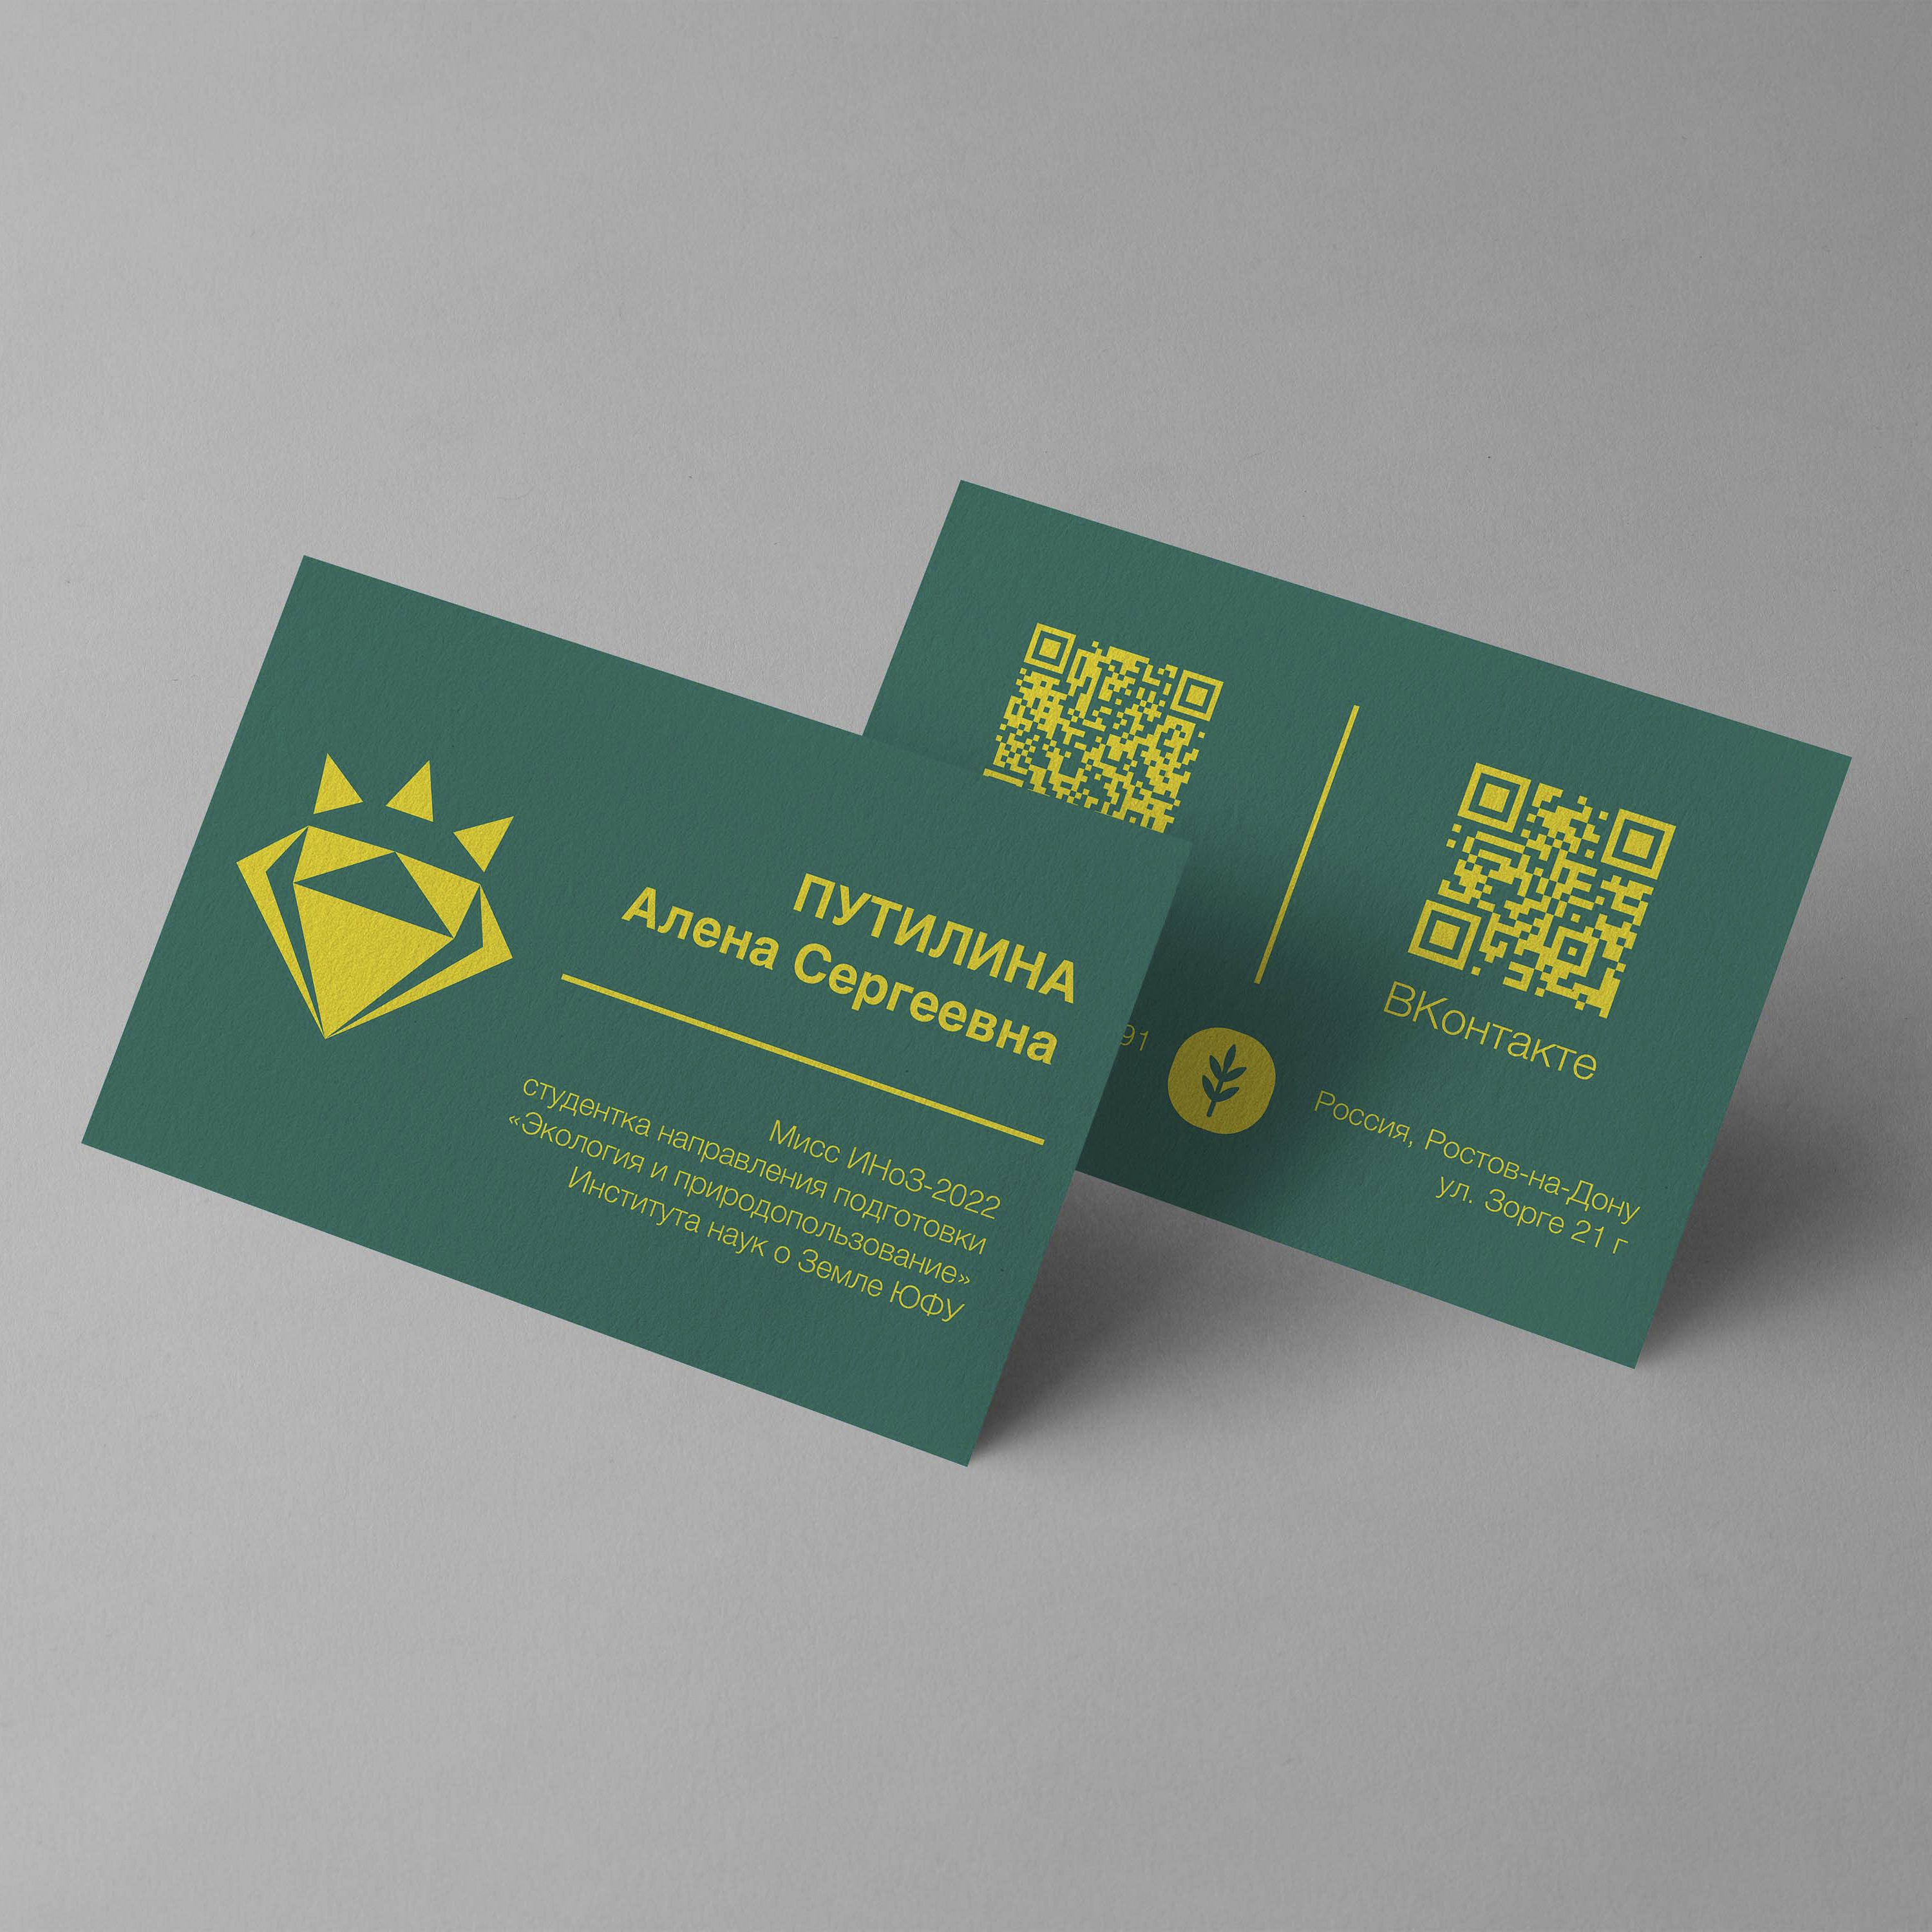 ПУТИЛИНА
Алена Сергеевна
Мисс ИНоЗ-2022
студентка направления подготовки
«Экология и природопользование»
Института наук о Земле ЮФУ
91
ВКонтакте
Россия, Ростов-на-Дону
ул. Зорге 21 г